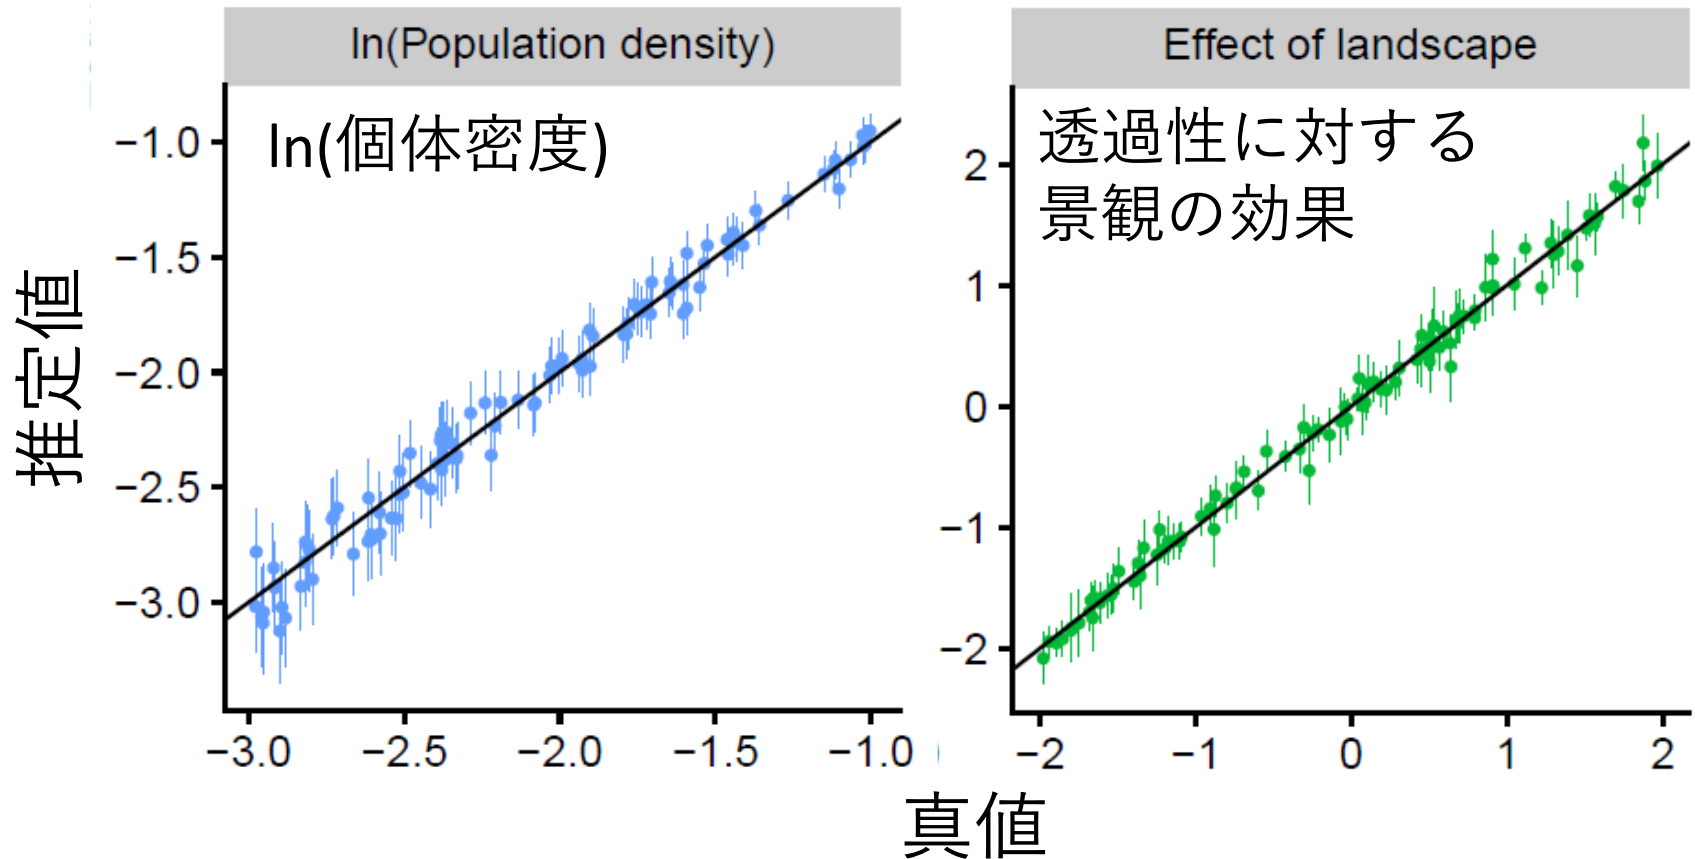 ln(Population density)
ln(個体密度)
−1.0
−1.5
−2.0
−2.5
−3.0
−3.0 −2.5 −2.0 −1.5 −1.0
推定値
Effect of landscape
透過性に対する
景観の効果
2
1
0
−1
−2
−2 −1 0 1 2
真値